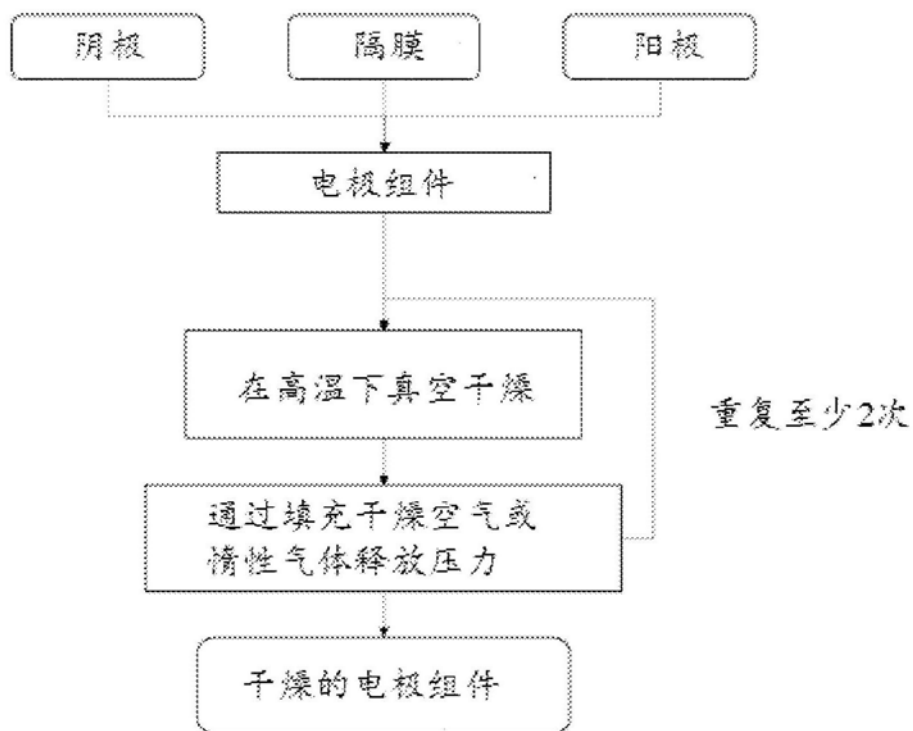 阴极
隔膜
阳极
电极组件
在高温下真空干燥
重复至少2次
通过填充干燥空气或
惰性气体释放压力
干燥的电极组件